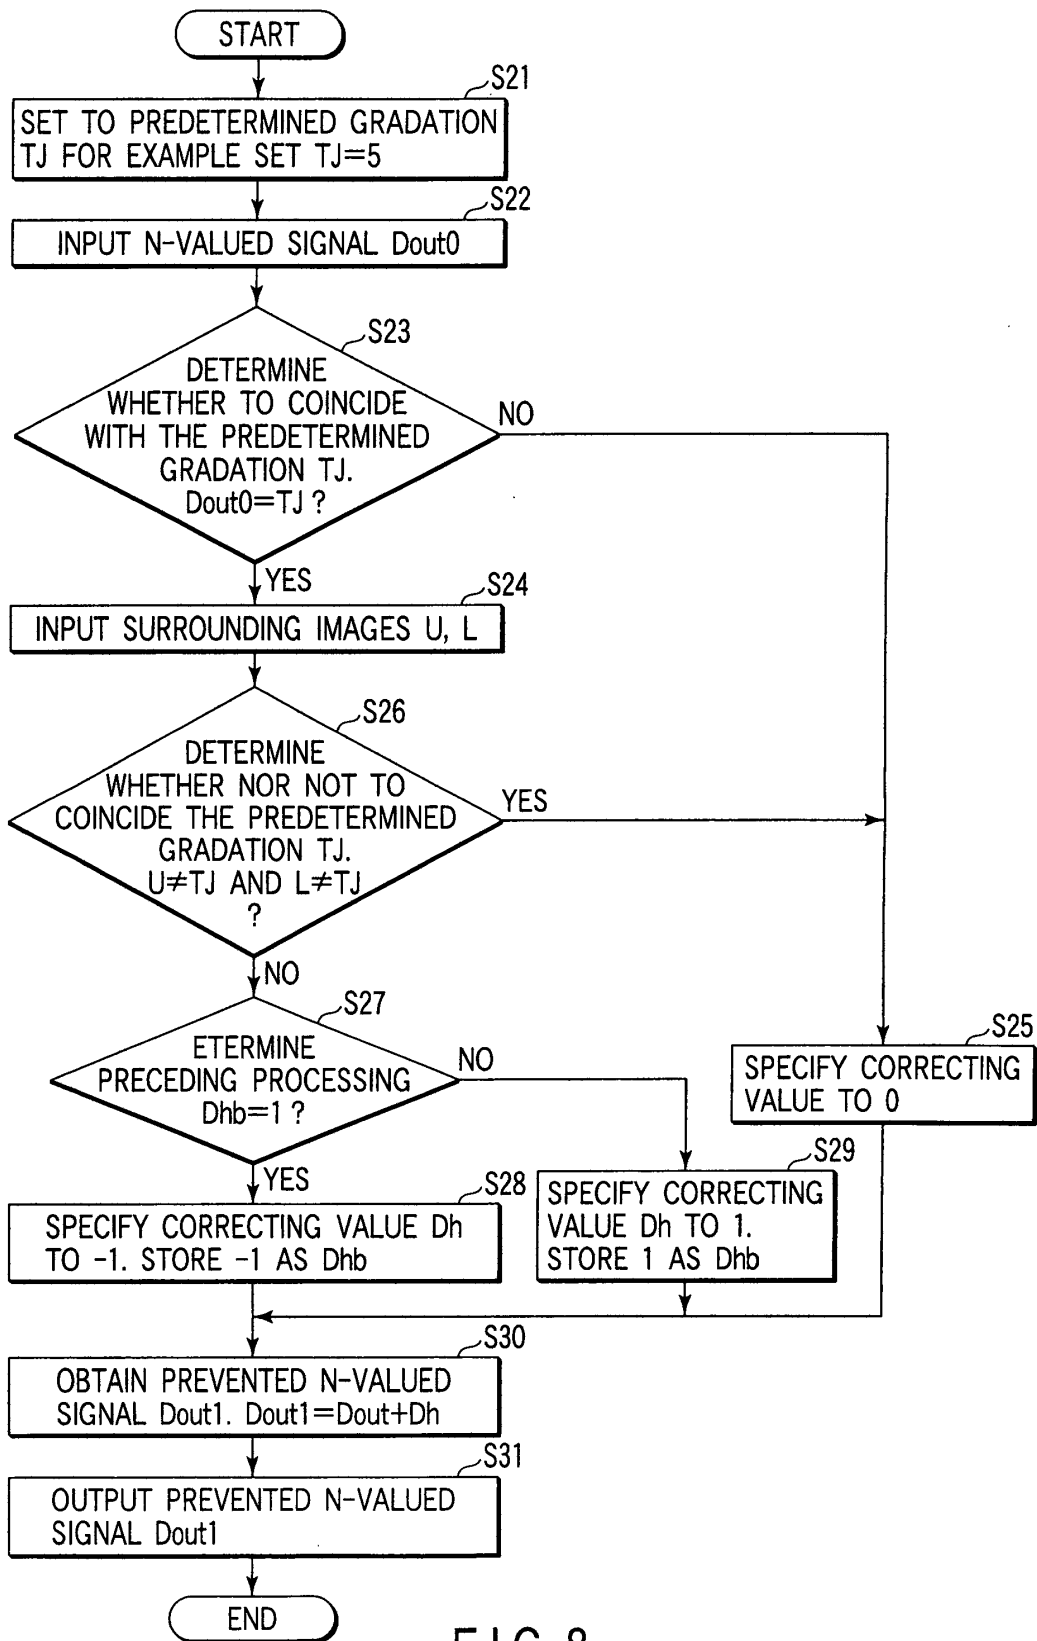 START
S21
SET TO PREDETERMINED GRADATION
TJ FOR EXAMPLE SET TJ=5
S22
INPUT N-VALUED SIGNAL Dout0
S23
DETERMINE
WHETHER TO COINCIDE
WITH THE PREDETERMINED
GRADATION TJ.
Dout0=TJ ?
NO
YES
S24
INPUT SURROUNDING IMAGES U, L
S26
DETERMINE
WHETHER NOR NOT TO
COINCIDE THE PREDETERMINED
GRADATION TJ.
U≠TJ AND L≠TJ
?
YES
NO
S27
ETERMINE
PRECEDING PROCESSING
Dhb=1 ?
NO
YES
S25
SPECIFY CORRECTING
VALUE TO 0
S28
SPECIFY CORRECTING VALUE Dh
TO -1. STORE -1 AS Dhb
S29
SPECIFY CORRECTING
VALUE Dh TO 1.
STORE 1 AS Dhb
S30
OBTAIN PREVENTED N-VALUED
SIGNAL Dout1. Dout1=Dout+Dh
S31
OUTPUT PREVENTED N-VALUED
SIGNAL Dout1
END
FIG. 8